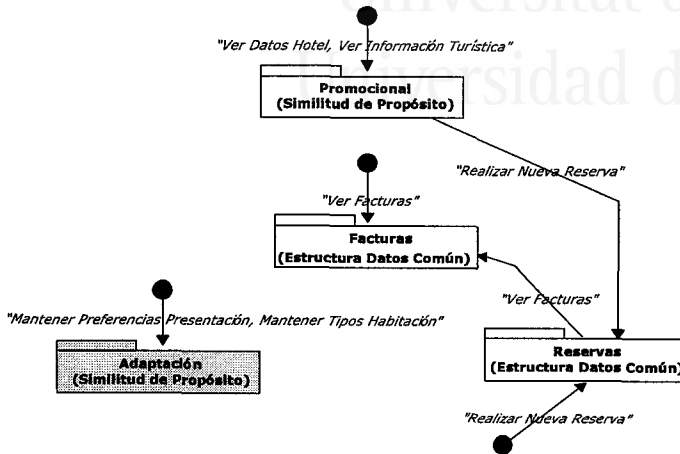 Universitat d
Universidad d
"Ver Datos Hotel, Ver Información Turística"
Promocional
(Similitud de Propósito)
"Realizar Nueva Reserva"
"Ver Facturas"
Facturas
(Estructura Datos Común)
"Ver Facturas"
"Mantener Preferencias Presentación, Mantener Tipos Habitación"
Adaptación
(Similitud de Propósito)
Reservas
(Estructura Datos Común)
"Realizar Nueva Reserva"